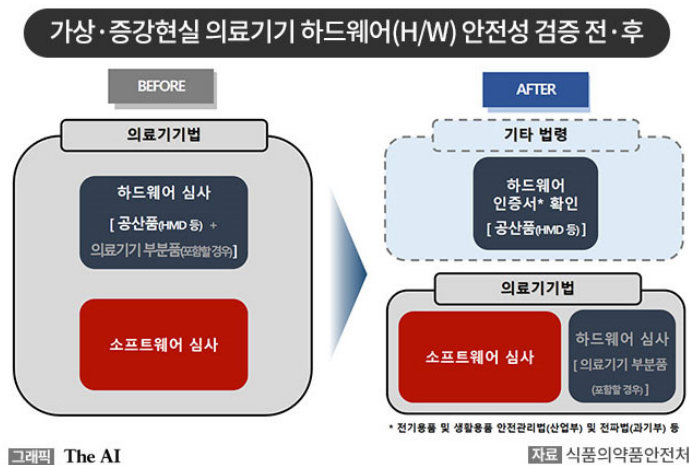 가상·증강현실 의료기기 하드웨어(H/W) 안전성 검증 전·후
BEFORE
의료기기법
하드웨어 심사
[ 공산품(HMD 등) +
의료기기 부분품(포함할 경우)]
소프트웨어 심사
AFTER
기타 법령
하드웨어
인증서* 확인
[ 공산품(HMD 등) ]
의료기기법
소프트웨어 심사
하드웨어 심사
[ 의료기기 부분품
(포함할 경우) ]
* 전기용품 및 생활용품 안전관리법(산업부) 및 전파법(과기부) 등
그래픽 The AI
자료 식품의약품안전처